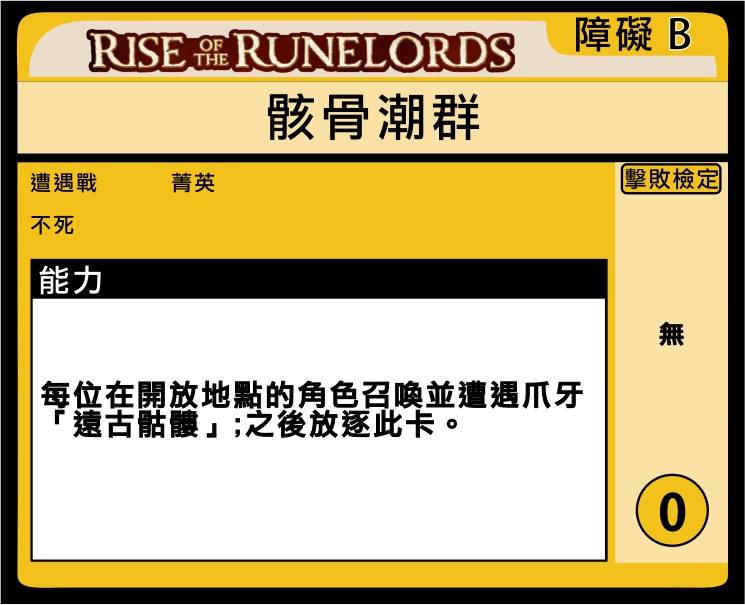 RISE OF THE RUNELORDS
障礙 B
骸骨潮群
遭遇戰 菁英
不死
擊敗檢定
能力
無
每位在開放地點的角色召喚並遭遇爪牙
「遠古骷髏」;之後放逐此卡。
0